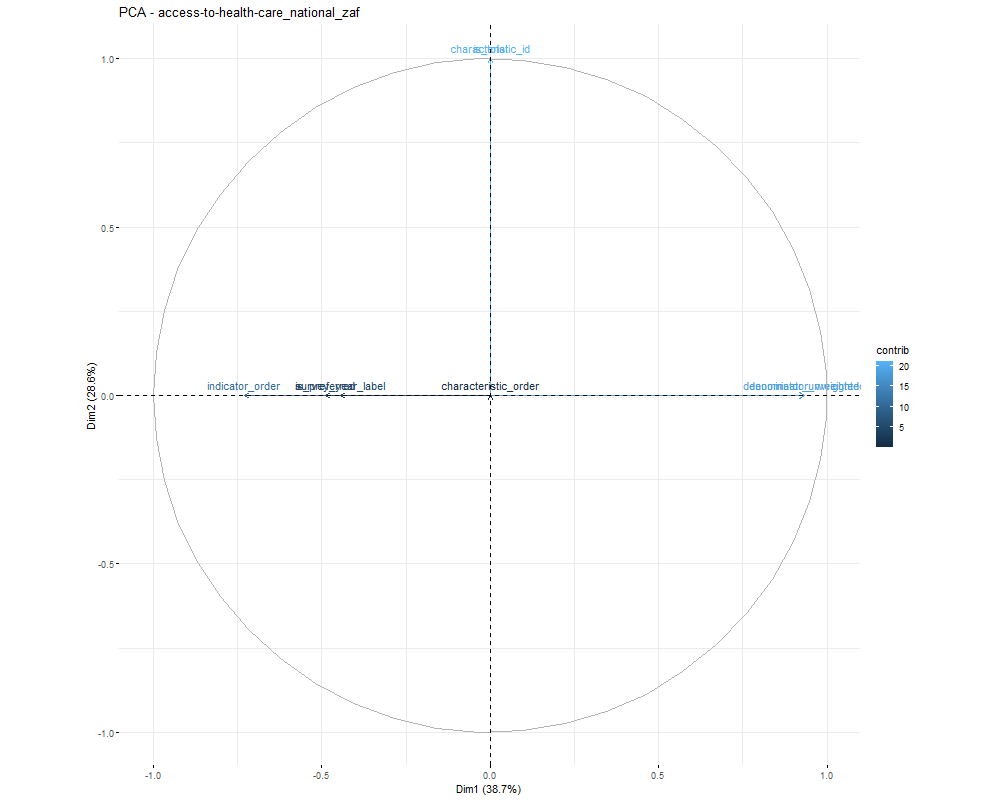 PCA - access-to-health-care_national_zaf
1.0
0.5
0.0
-0.5
-1.0
Dim2 (28.6%)
indicator_order
characteristic_order
contrib
20
15
10
5
-1.0
-0.5
0.0
0.5
1.0
Dim1 (38.7%)